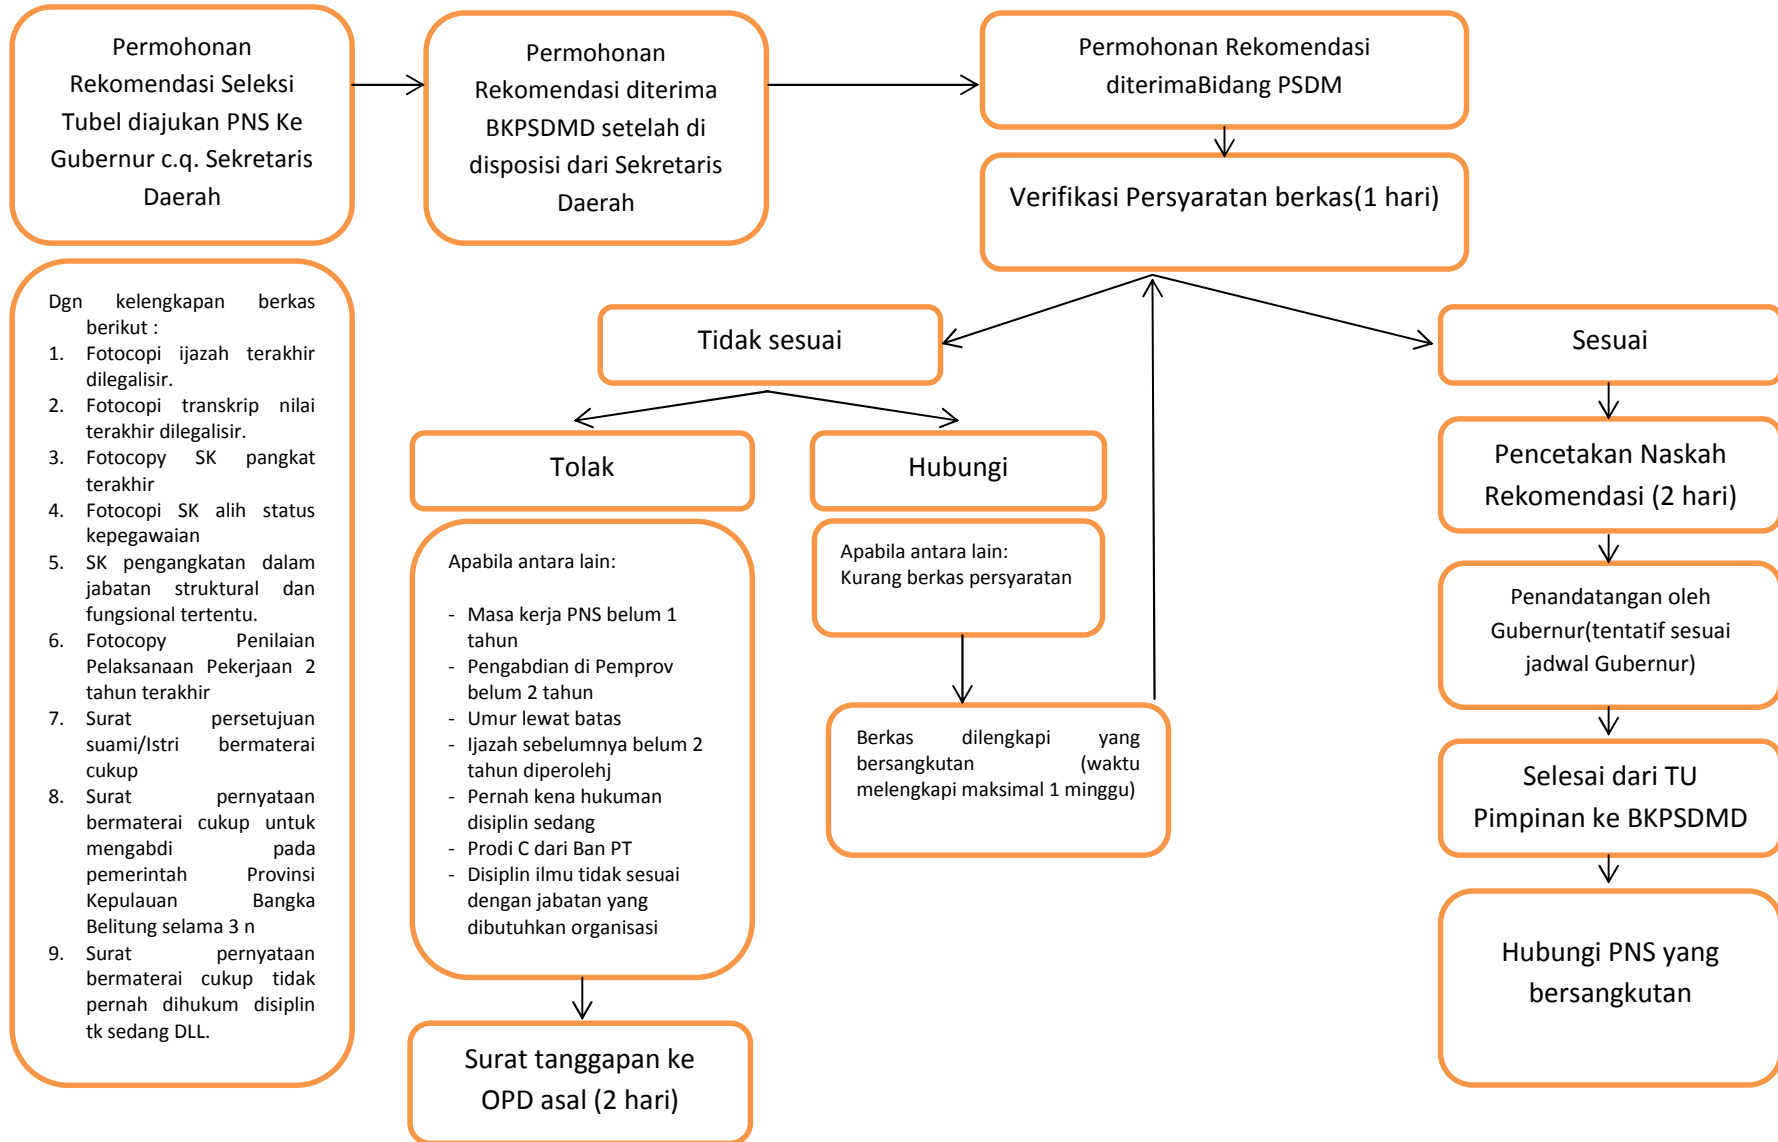 Permohonan
Rekomendasi Seleksi
Tubel diajukan PNS Ke
Gubernur c.q. Sekretaris
Daerah
Permohonan
Rekomendasi diterima
BKPSDMD setelah di
disposisi dari Sekretaris
Daerah
Permohonan Rekomendasi
diterimaBidang PSDM
Verifikasi Persyaratan berkas(1 hari)
Dgn kelengkapan berkas
berikut :
1. Fotocopi ijazah terakhir
dilegalisir.
2. Fotocopi transkrip nilai
terakhir dilegalisir.
3. Fotocopy SK pangkat
terakhir
4. Fotocopi SK alih status
kepegawaian
5. SK pengangkatan dalam
jabatan struktural dan
fungsional tertentu.
6. Fotocopy Penilaian
Pelaksanaan Pekerjaan 2
tahun terakhir
7. Surat persetujuan
suami/Istri bermaterai
cukup
8. Surat pernyataan
bermaterai cukup untuk
mengabdi pada
pemerintah Provinsi
Kepulauan Bangka
Belitung selama 3 n
9. Surat pernyataan
bermaterai cukup tidak
pernah dihukum disiplin
tk sedang DLL.
Tidak sesuai
Sesuai
Tolak
Hubungi
Apabila antara lain:
- Masa kerja PNS belum 1
tahun
- Pengabdian di Pemprov
belum 2 tahun
- Umur lewat batas
- Ijazah sebelumnya belum 2
tahun diperolehj
- Pernah kena hukuman
disiplin sedang
- Prodi C dari Ban PT
- Disiplin ilmu tidak sesuai
dengan jabatan yang
dibutuhkan organisasi
Surat tanggapan ke
OPD asal (2 hari)
Apabila antara lain:
Kurang berkas persyaratan
Berkas dilengkapi yang
bersangkutan (waktu
melengkapi maksimal 1 minggu)
Pencetakan Naskah
Rekomendasi (2 hari)
Penandatangan oleh
Gubernur(tentatif sesuai
jadwal Gubernur)
Selesai dari TU
Pimpinan ke BKPSDMD
Hubungi PNS yang
bersangkutan